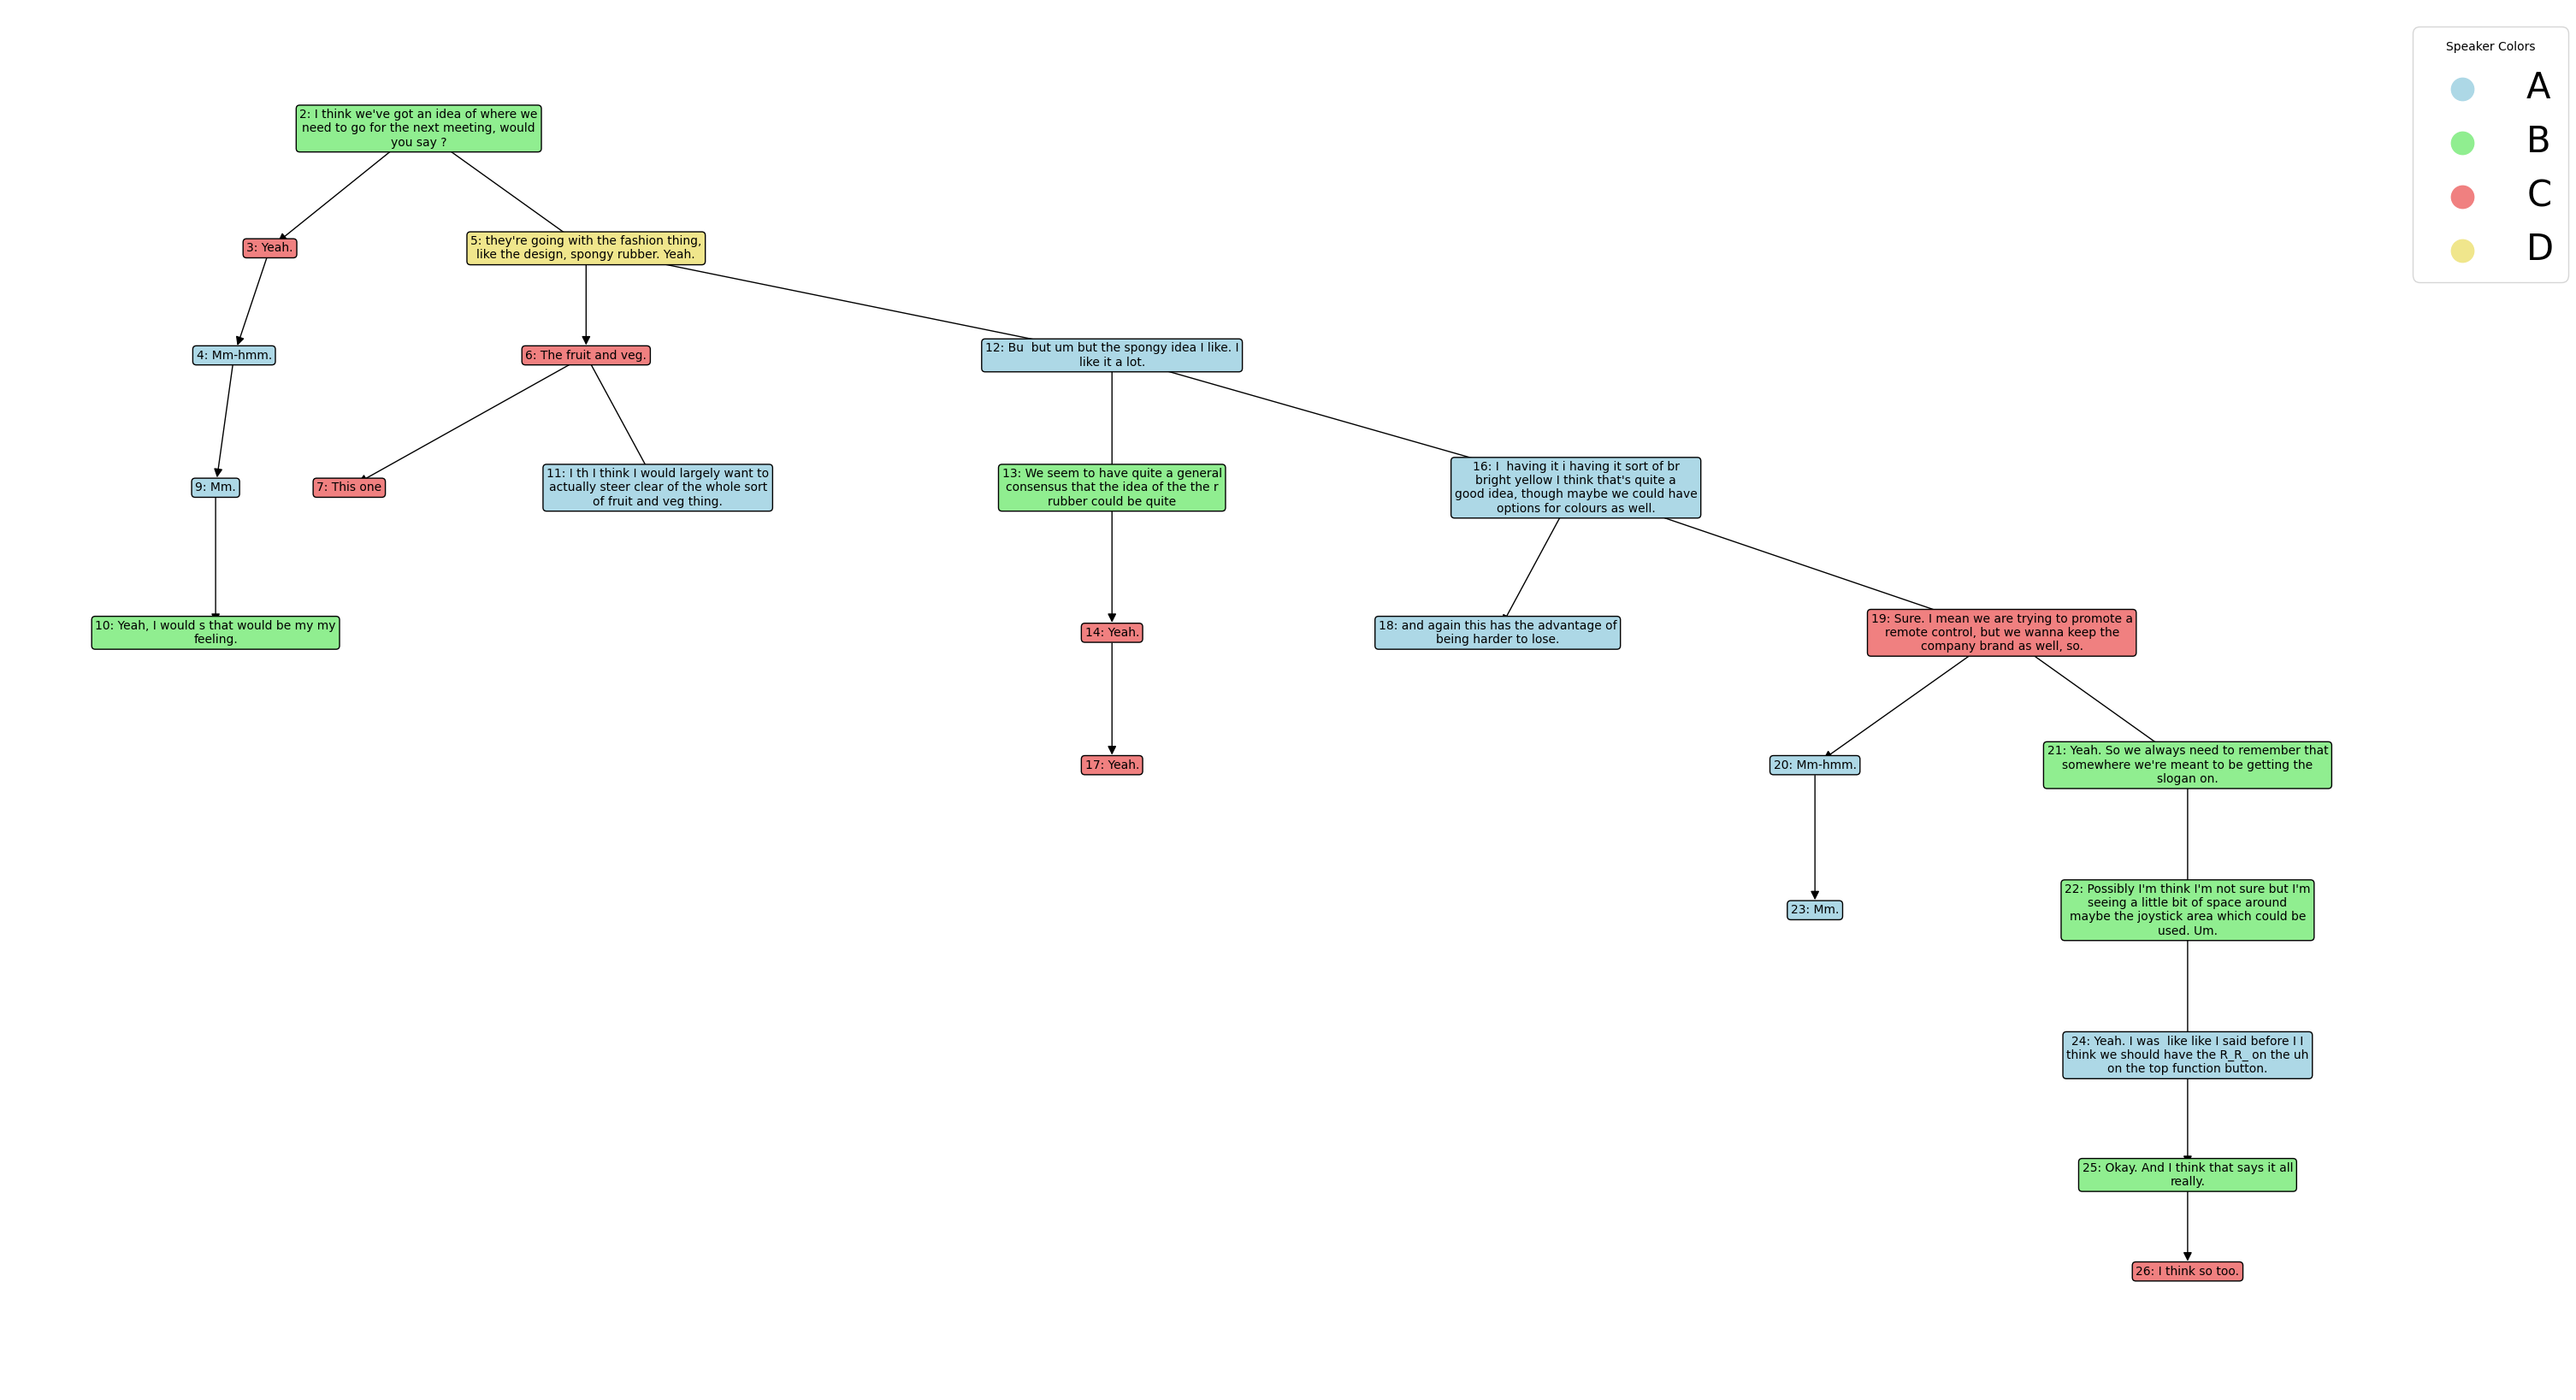 Speaker Colors
A
B
C
D
2: I think we've got an idea of where we
need to go for the next meeting, would
you say ?
3: Yeah.
5: they're going with the fashion thing,
like the design, spongy rubber. Yeah.
4: Mm-hmm.
6: The fruit and veg.
12: Bu  but um but the spongy idea I like. I
like it a lot.
9: Mm.
7: This one
11: I th I think I would largely want to
actually steer clear of the whole sort
of fruit and veg thing.
13: We seem to have quite a general
consensus that the idea of the the r
rubber could be quite
16: I  having it i having it sort of br
bright yellow I think that's quite a
good idea, though maybe we could have
options for colours as well.
10: Yeah, I would s that would be my my
feeling.
14: Yeah.
18: and again this has the advantage of
being harder to lose.
19: Sure. I mean we are trying to promote a
remote control, but we wanna keep the
company brand as well, so.
17: Yeah.
20: Mm-hmm.
21: Yeah. So we always need to remember that
somewhere we're meant to be getting the
slogan on.
23: Mm.
22: Possibly I'm think I'm not sure but I'm
seeing a little bit of space around
maybe the joystick area which could be
used. Um.
24: Yeah. I was  like like I said before I I
think we should have the R_R_ on the uh
on the top function button.
25: Okay. And I think that says it all
really.
26: I think so too.